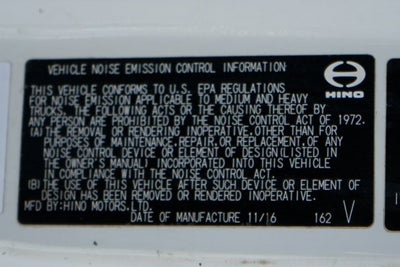 VEHICLE NOISE EMISSION CONTROL INFORMATION
HINO
THIS VEHICLE CONFORMS TO U.S. EPA REGULATIONS
FOR NOISE EMISSION APPLICABLE TO MEDIUM AND HEAVY
TRUCKS. THE FOLLOWING ACTS OR CAUSING THEREOF BY
ANY PERSON ARE PROHIBITED BY THE NOISE CONTROL ACT OF 1972.
(A) THE REMOVAL OR RENDERING INOPERATIVE, OTHER THAN FOR
PURPOSES OF MAINTENANCE, REPAIR, OR REPLACEMENT, OF ANY
NOISE CONTROL DEVICE OR ELEMENT OF DESIGN (LISTED IN
THE OWNER'S MANUAL) INCORPORATED INTO THIS VEHICLE
IN COMPLIANCE WITH THE NOISE CONTROL ACT.
(B) THE USE OF THIS VEHICLE AFTER SUCH DEVICE OR ELEMENT OF
DESIGN HAS BEEN REMOVED OR RENDERED INOPERATIVE.
MFD BY:HINO MOTORS,LTD.
DATE OF MANUFACTURE 11/16 162 V